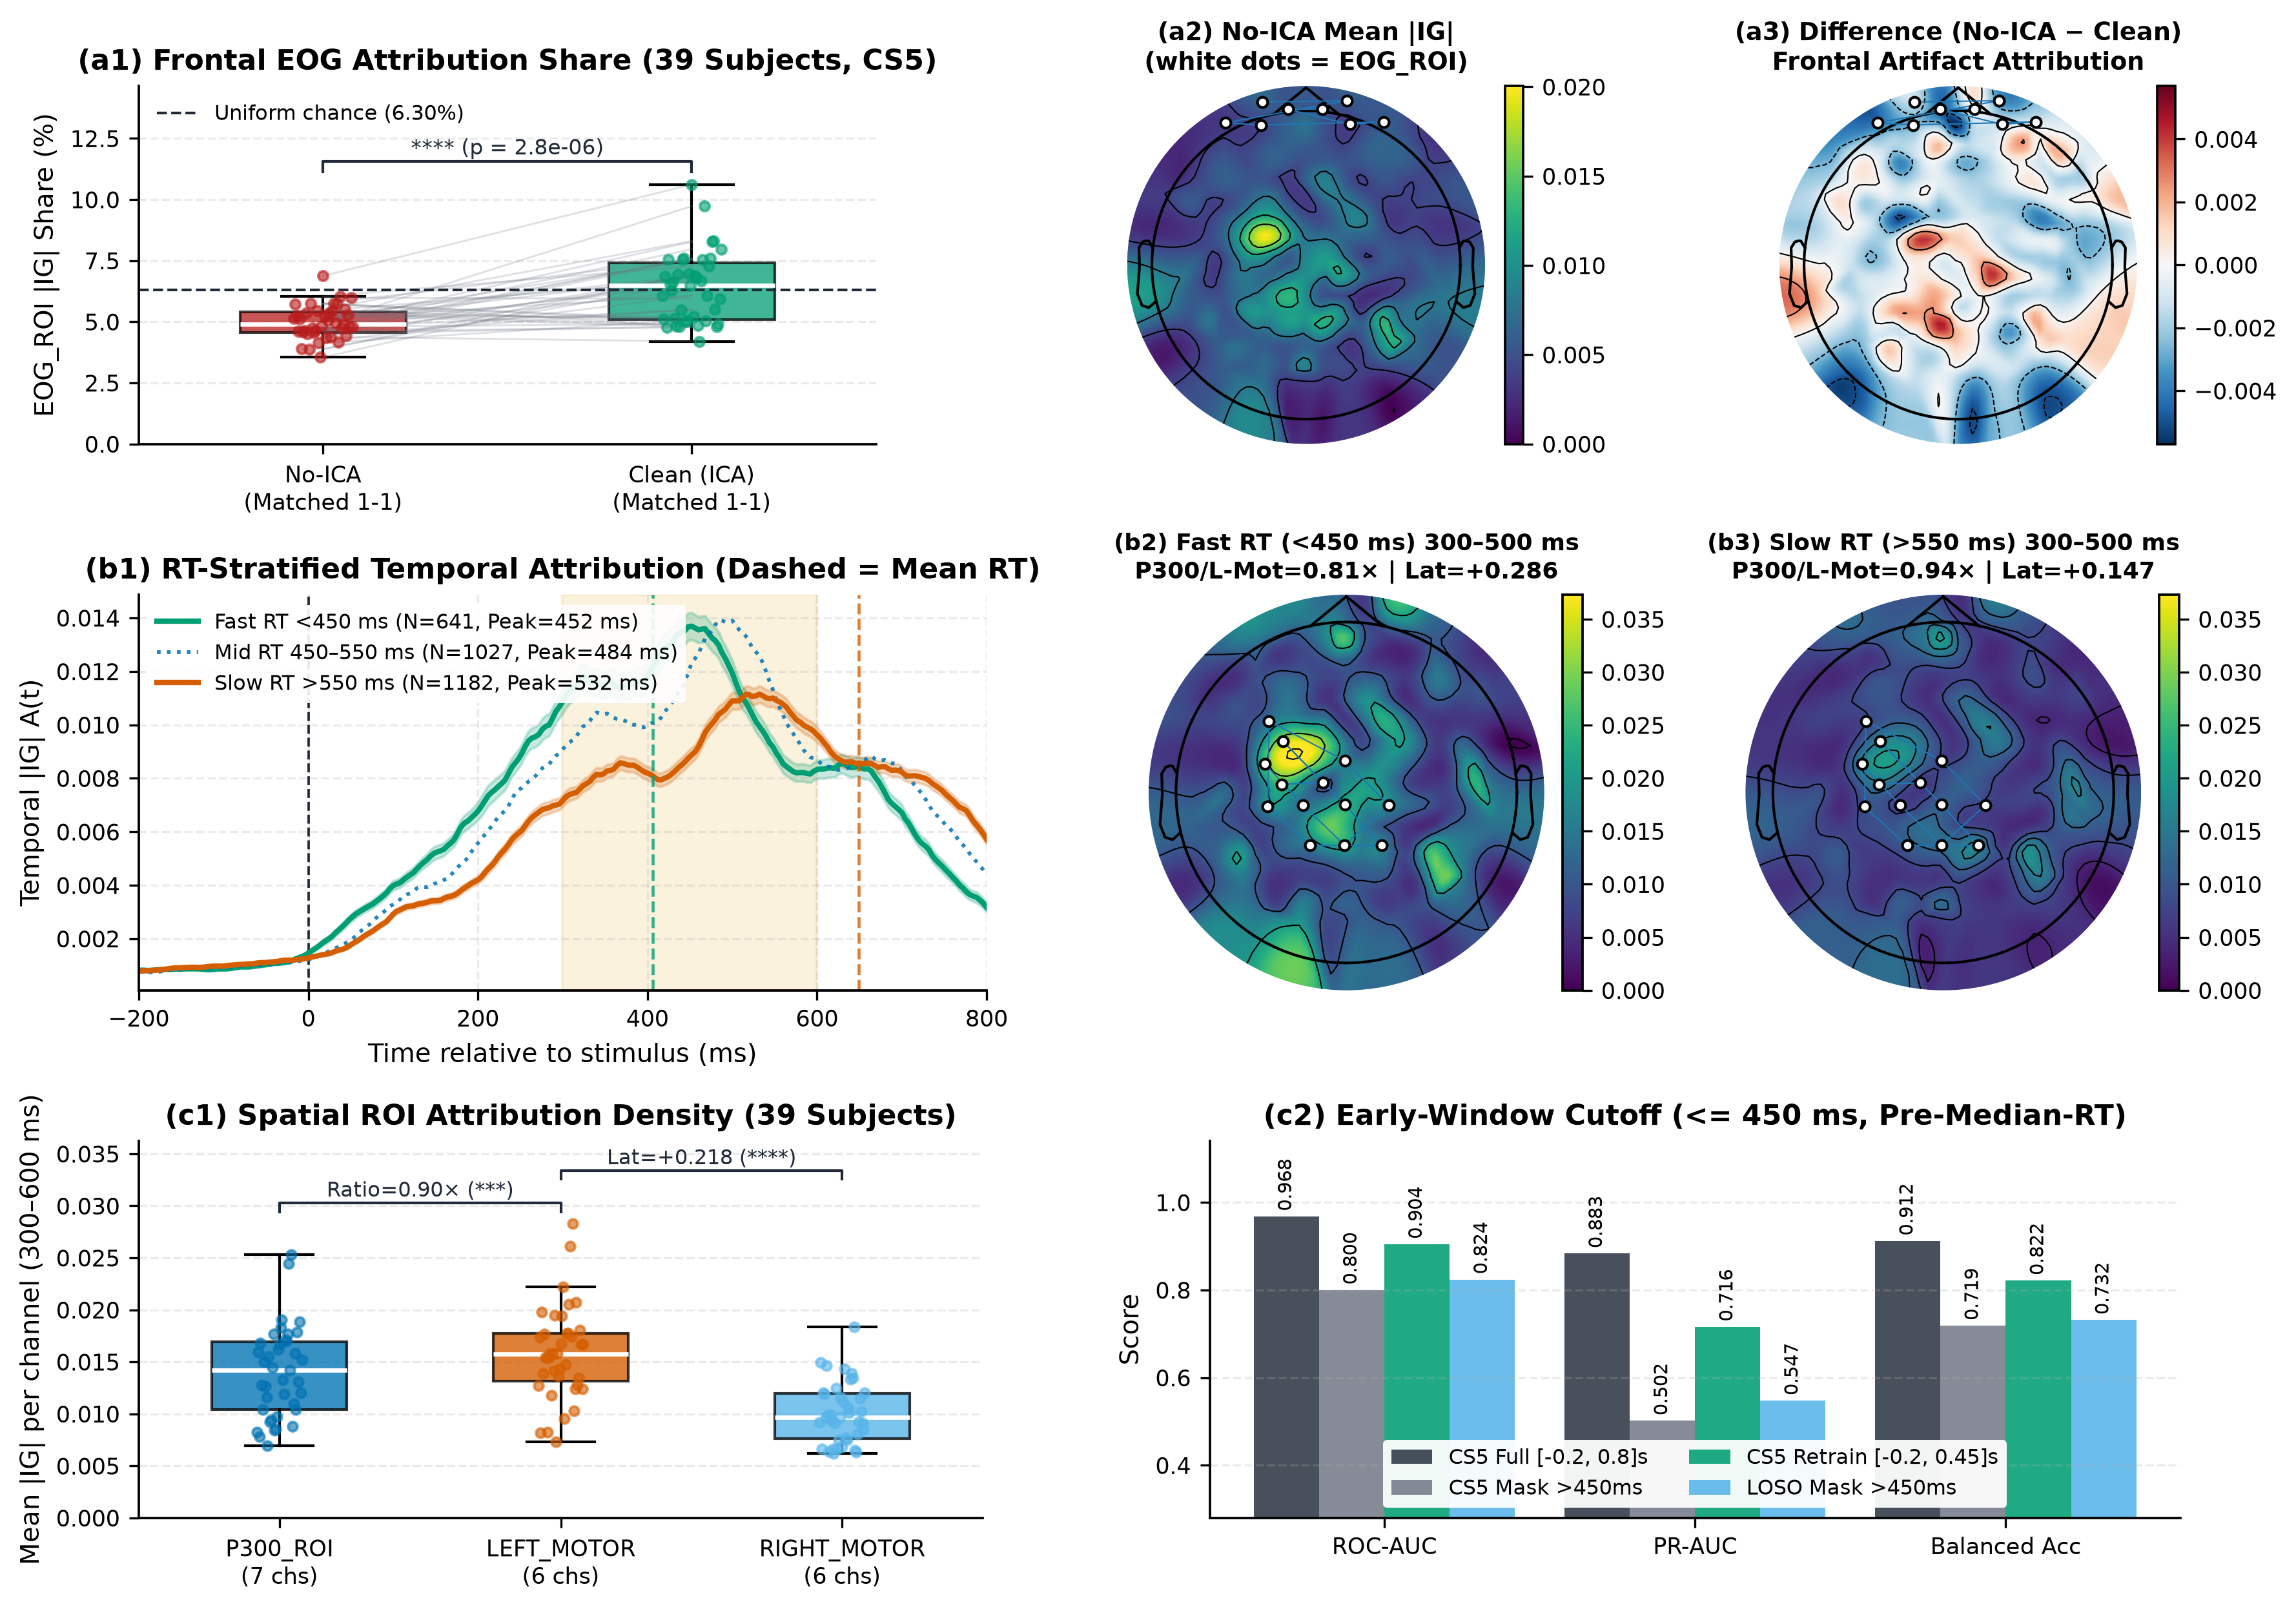 (a1) Frontal EOG Attribution Share (39 Subjects, CS5)
EOG_ROI |IG| Share (%)
12.5
10.0
7.5
5.0
2.5
0.0
Uniform chance (6.30%)
**** (p = 2.8e-06)
No-ICA
(Matched 1-1)
Clean (ICA)
(Matched 1-1)
(a2) No-ICA Mean |IG|
(white dots = EOG_ROI)
0.020
0.015
0.010
0.005
0.000
(a3) Difference (No-ICA − Clean)
Frontal Artifact Attribution
0.004
0.002
0.000
−0.002
−0.004
(b1) RT-Stratified Temporal Attribution (Dashed = Mean RT)
Temporal |IG| A(t)
0.014
0.012
0.010
0.008
0.006
0.004
0.002
Fast RT <450 ms (N=641, Peak=452 ms)
Mid RT 450–550 ms (N=1027, Peak=484 ms)
Slow RT >550 ms (N=1182, Peak=532 ms)
−200
0
200
400
600
800
Time relative to stimulus (ms)
(b2) Fast RT (<450 ms) 300–500 ms
P300/L-Mot=0.81× | Lat=+0.286
0.035
0.030
0.025
0.020
0.015
0.010
0.005
0.000
(b3) Slow RT (>550 ms) 300–500 ms
P300/L-Mot=0.94× | Lat=+0.147
0.035
0.030
0.025
0.020
0.015
0.010
0.005
0.000
(c1) Spatial ROI Attribution Density (39 Subjects)
Mean |IG| per channel (300–600 ms)
0.035
0.030
0.025
0.020
0.015
0.010
0.005
0.000
Lat=+0.218 (****)
Ratio=0.90× (***)
P300_ROI
(7 chs)
LEFT_MOTOR
(6 chs)
RIGHT_MOTOR
(6 chs)
(c2) Early-Window Cutoff (<= 450 ms, Pre-Median-RT)
Score
1.0
0.8
0.6
0.4
0.968
0.800
0.904
0.824
0.883
0.502
0.716
0.547
0.912
0.719
0.822
0.732
CS5 Full [-0.2, 0.8]s
CS5 Mask >450ms
CS5 Retrain [-0.2, 0.45]s
LOSO Mask >450ms
ROC-AUC
PR-AUC
Balanced Acc